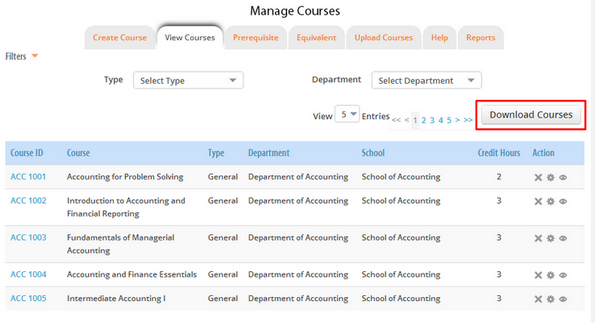 Manage Courses
Create Course View Courses Prerequisite Equivalent Upload Courses Help Reports
Filters
Type Select Type Department Select Department
View 5 Entries << < 1 2 3 4 5 > >> Download Courses
Course ID Course Type Department School Credit Hours Action
ACC 1001 Accounting for Problem Solving General Department of Accounting School of Accounting 2
ACC 1002 Introduction to Accounting and General Department of Accounting School of Accounting 3
Financial Reporting
ACC 1003 Fundamentals of Managerial General Department of Accounting School of Accounting 3
Accounting
ACC 1004 Accounting and Finance Essentials General Department of Accounting School of Accounting 3
ACC 1005 Intermediate Accounting I General Department of Accounting School of Accounting 3